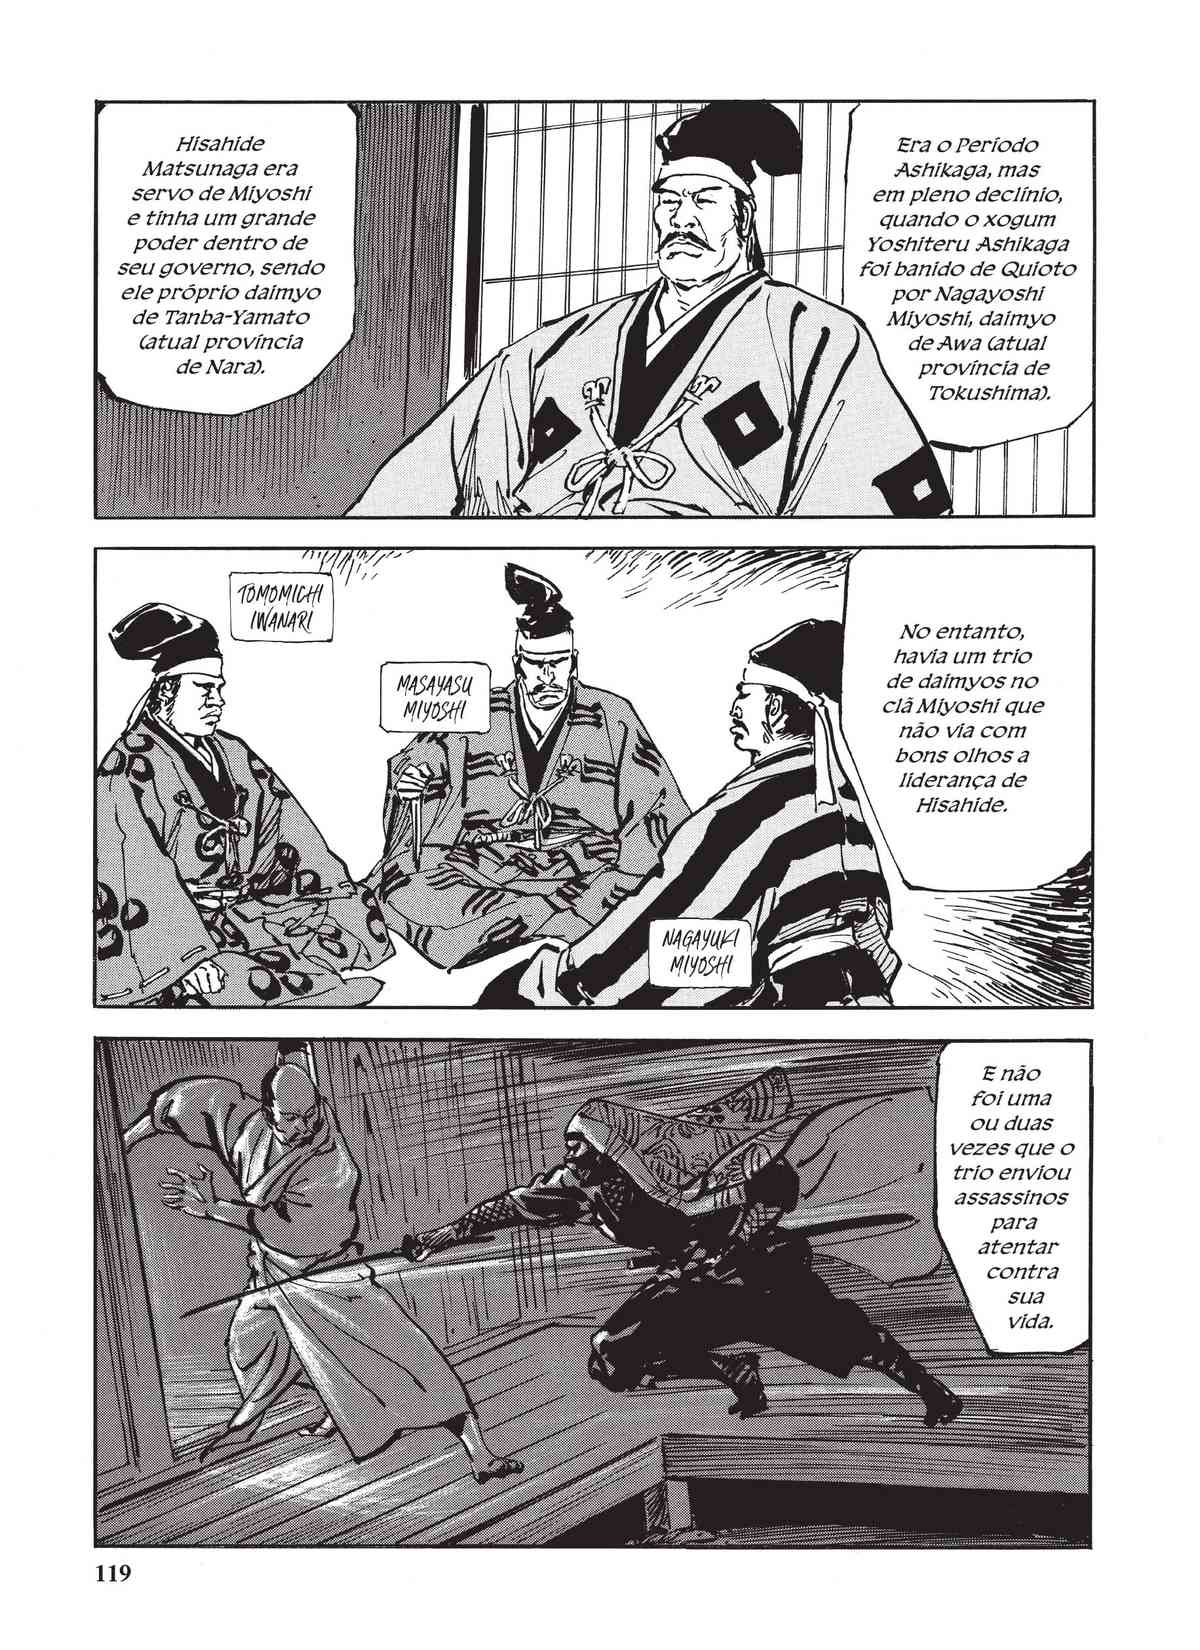 Era o Período
Ashikaga, mas
em pleno declínio,
quando o xogum
Yoshiteru Ashikaga
foi banido de Quioto
por Nagayoshi
Miyoshi, daimyo
de Awa (atual
província de
Tokushima).
Hisahide
Matsunaga era
servo de Miyoshi
e tinha um grande
poder dentro de
seu governo, sendo
ele próprio daimyo
de Tanba-Yamato
(atual província
de Nara).
No entanto,
havia um trio
de daimyos no
clã Miyoshi que
não via com
bons olhos a
liderança de
Hisahide.
NAGAYUKI
MIYOSHI
MASAYASU
MIYOSHI
TOMOMICHI
IWANARI
E não
foi uma
ou duas
vezes que o
trio enviou
assassinos
para
atentar
contra
sua
vida.
119